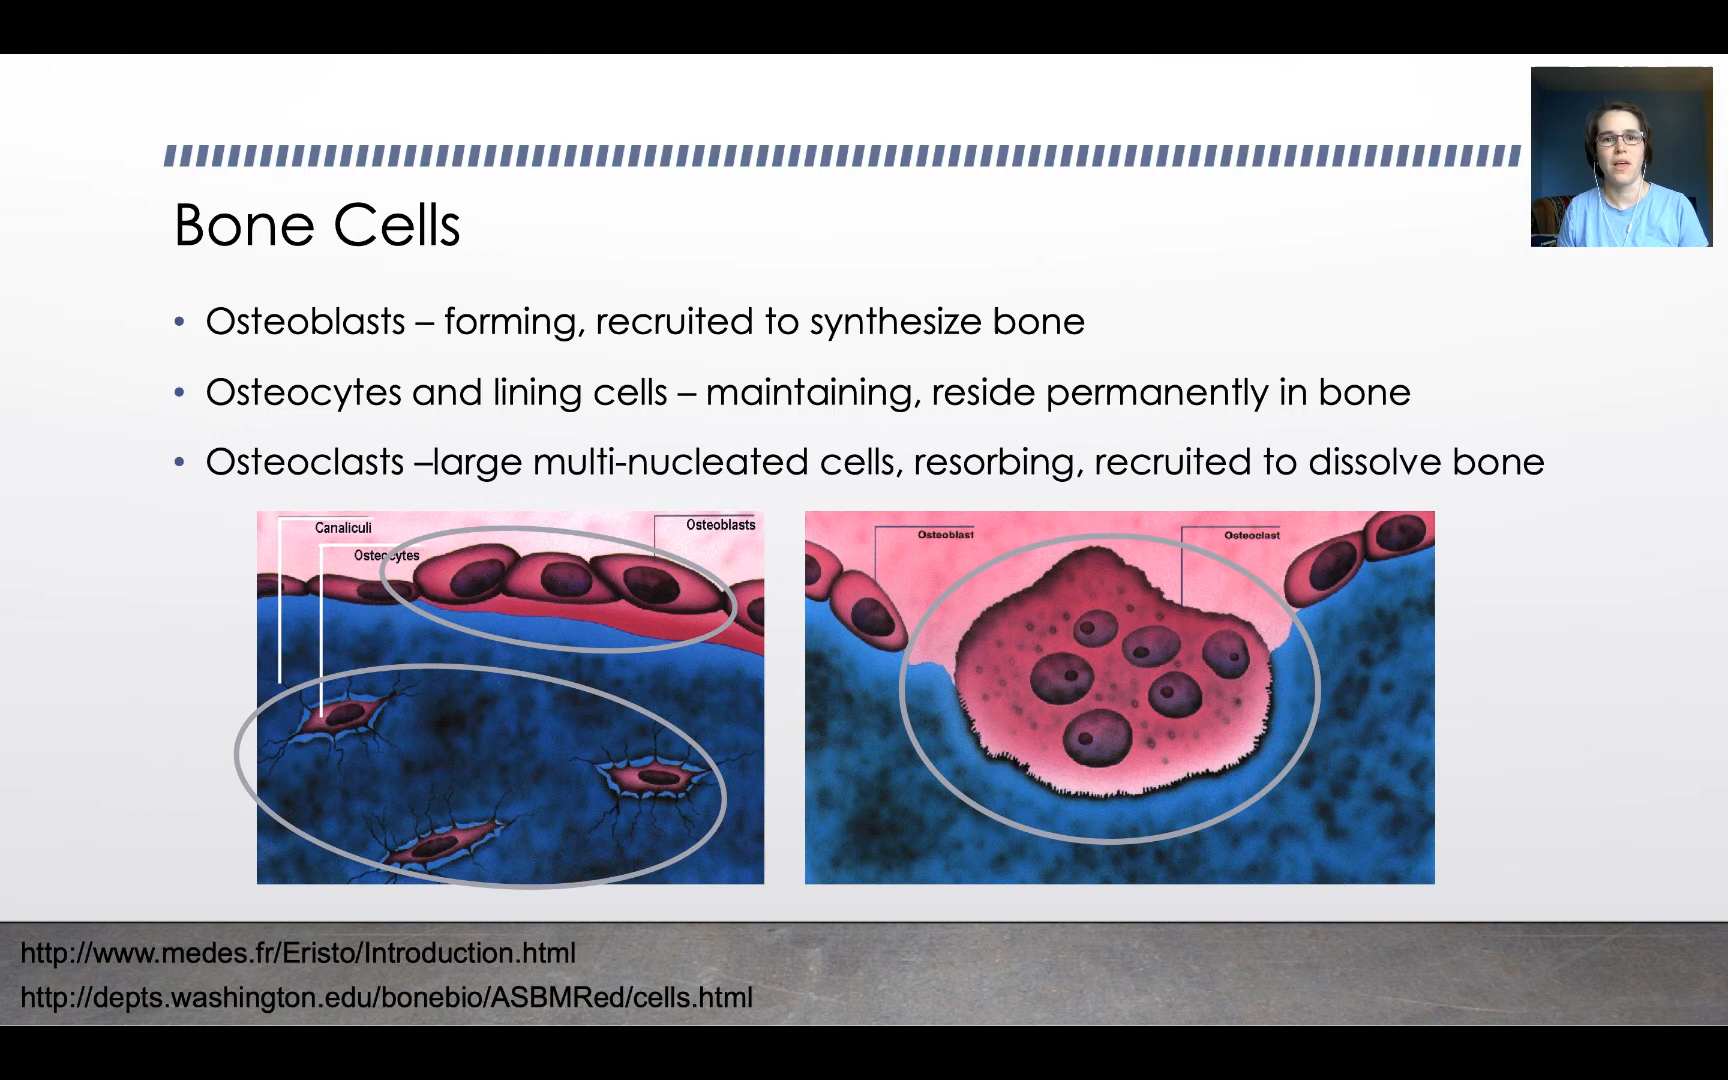 Bone Cells
• Osteoblasts – forming, recruited to synthesize bone
• Osteocytes and lining cells – maintaining, reside permanently in bone
• Osteoclasts –large multi-nucleated cells, resorbing, recruited to dissolve bone
Canaliculi
Osteocytes
Osteoblasts
Osteoblast
Osteoclast
http://www.medes.fr/Eristo/Introduction.html
http://depts.washington.edu/bonebio/ASBMRed/cells.html